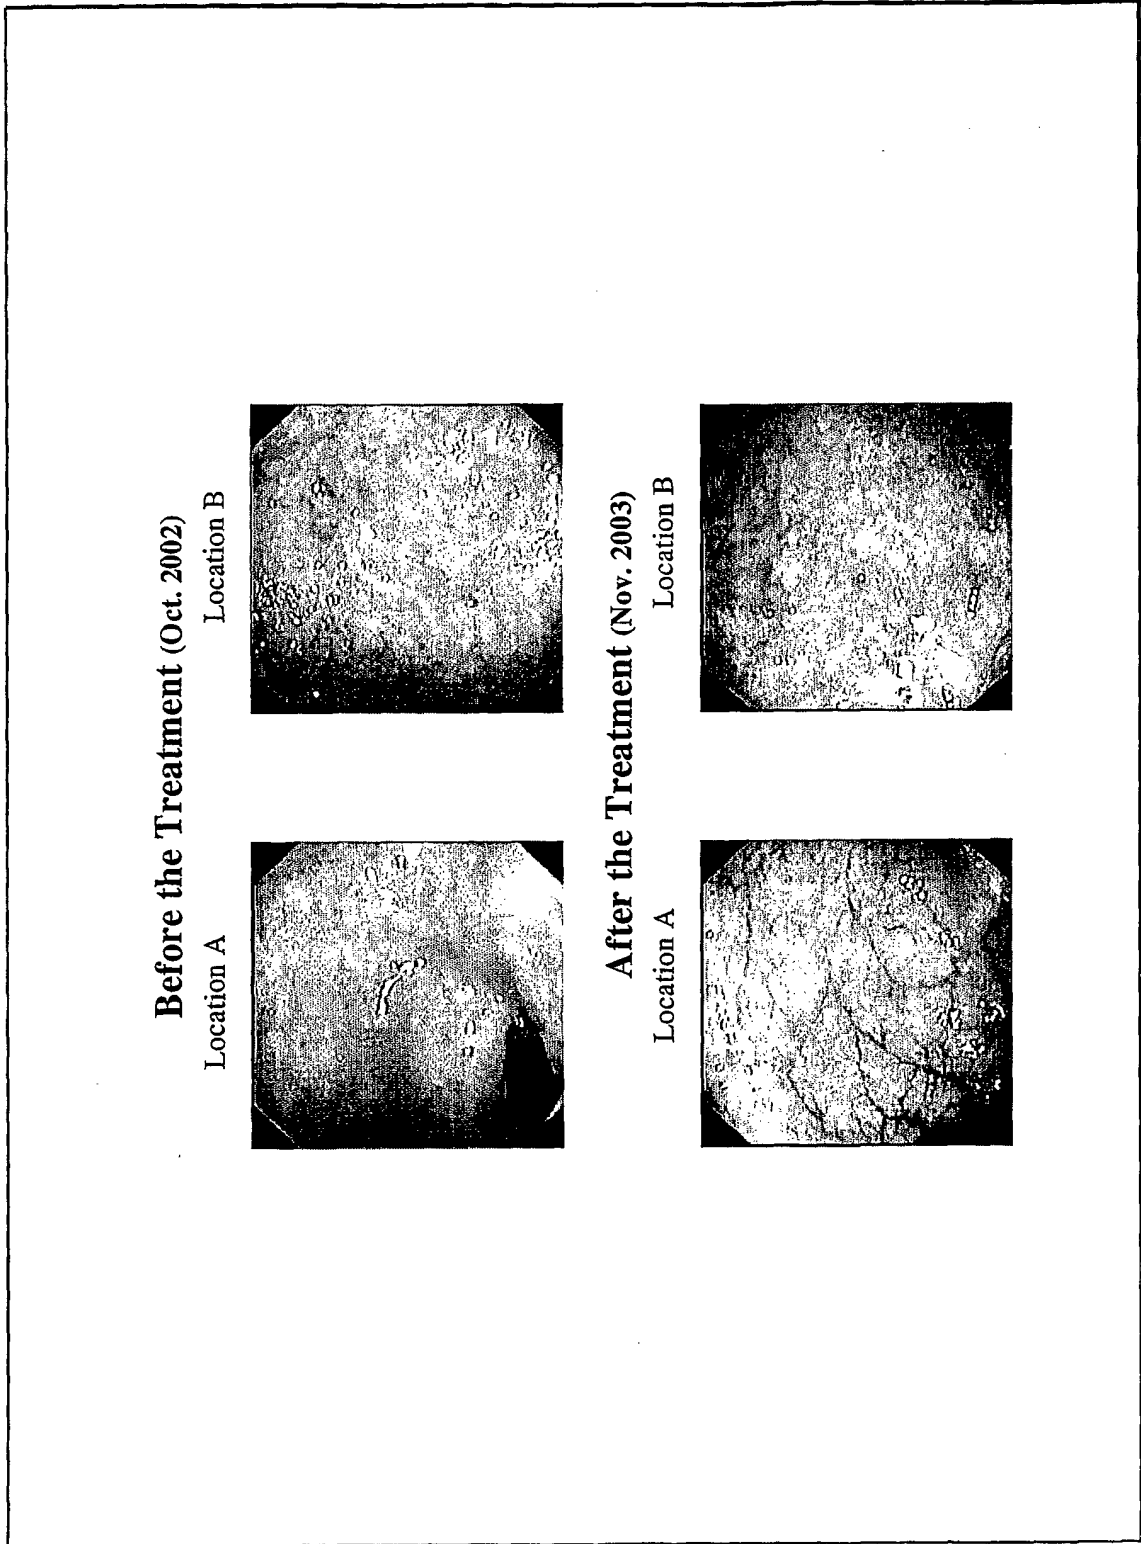 Before the Treatment (Oct. 2002)
Location A
Location B
After the Treatment (Nov. 2003)
Location A
Location B